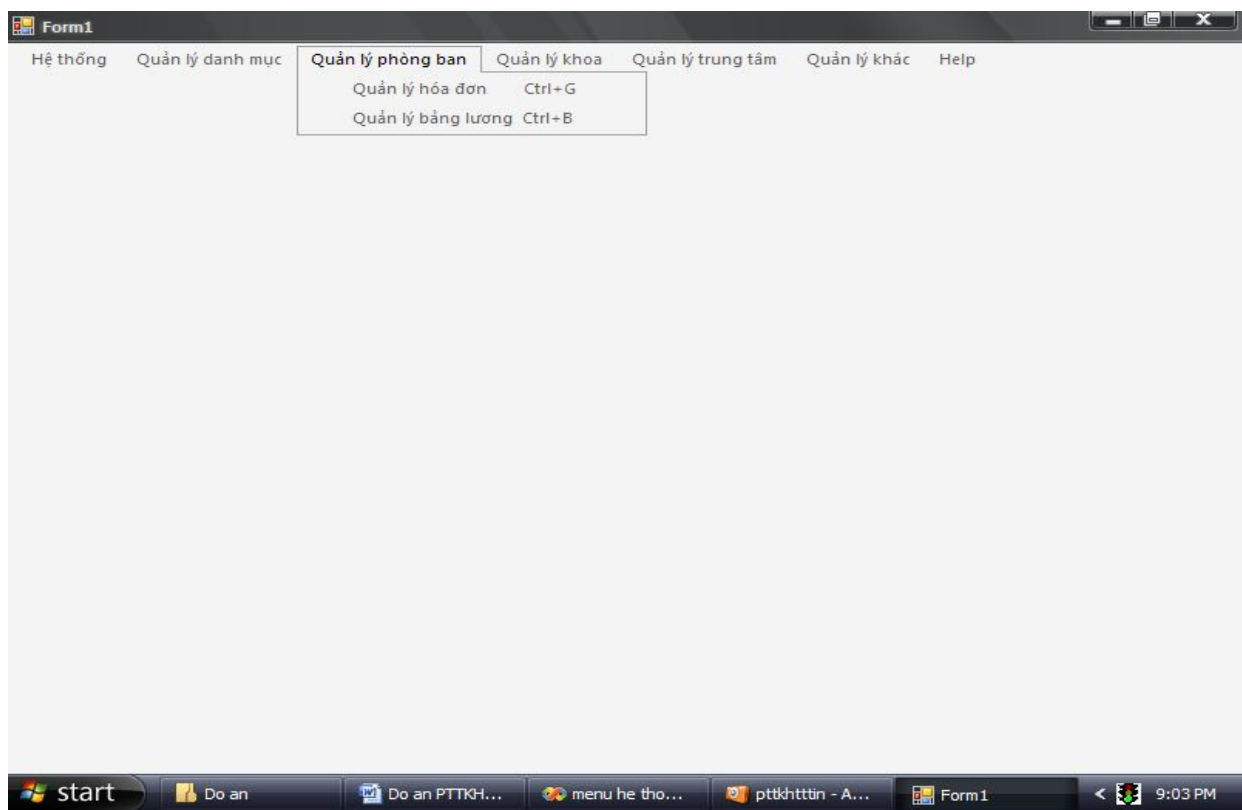 Form1
Hệ thống Quản lý danh mục Quản lý phòng ban Quản lý khoa Quản lý trung tâm Quản lý khác Help
Quản lý hóa đơn Ctrl+G
Quản lý bảng lương Ctrl+B
start Do an Do an PTTKH... menu he tho... pttkhtttin - A... Form1 < 9:03 PM